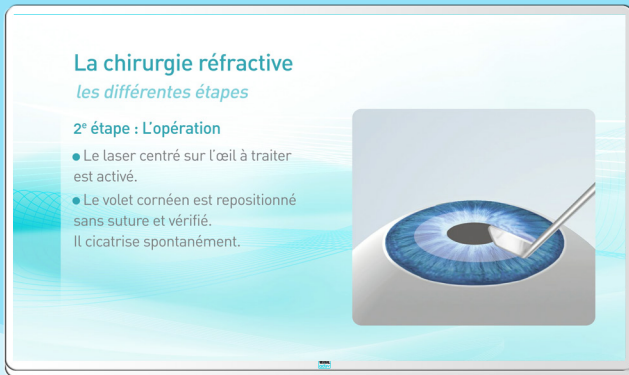 La chirurgie réfractive
les différentes étapes
2e étape : L'opération
● Le laser centré sur l'œil à traiter
est activé.
● Le volet cornéen est repositionné
sans suture et vérifié.
Il cicatrise spontanément.